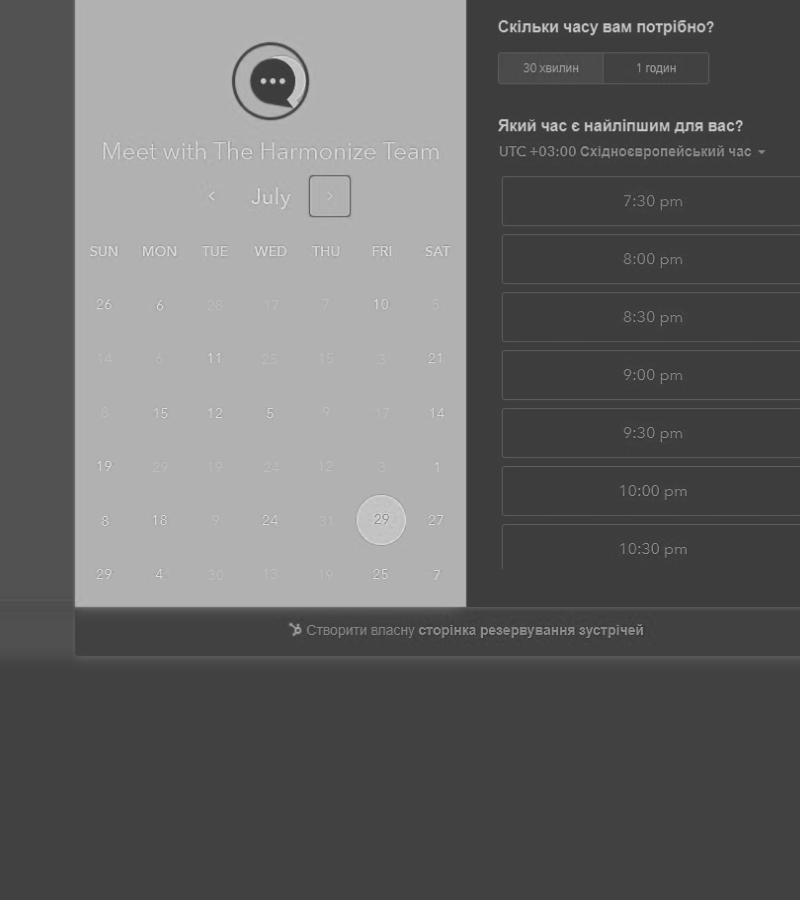 Meet with The Harmonize Team
July
SUN MON TUE WED THU FRI SAT
26 6 28 17 7 10 5
14 6 11 25 15 3 21
8 15 12 5 9 17 14
19 29 19 24 12 3 1
8 18 9 24 31 29 27
29 4 30 13 19 25 7
Скільки часу вам потрібно?
30 хвилин 1 годин
Який час є найліпшим для вас?
UTC +03:00 Східноєвропейський час
7:30 pm
8:00 pm
8:30 pm
9:00 pm
9:30 pm
10:00 pm
10:30 pm
Створити власну сторінка резервування зустрічей